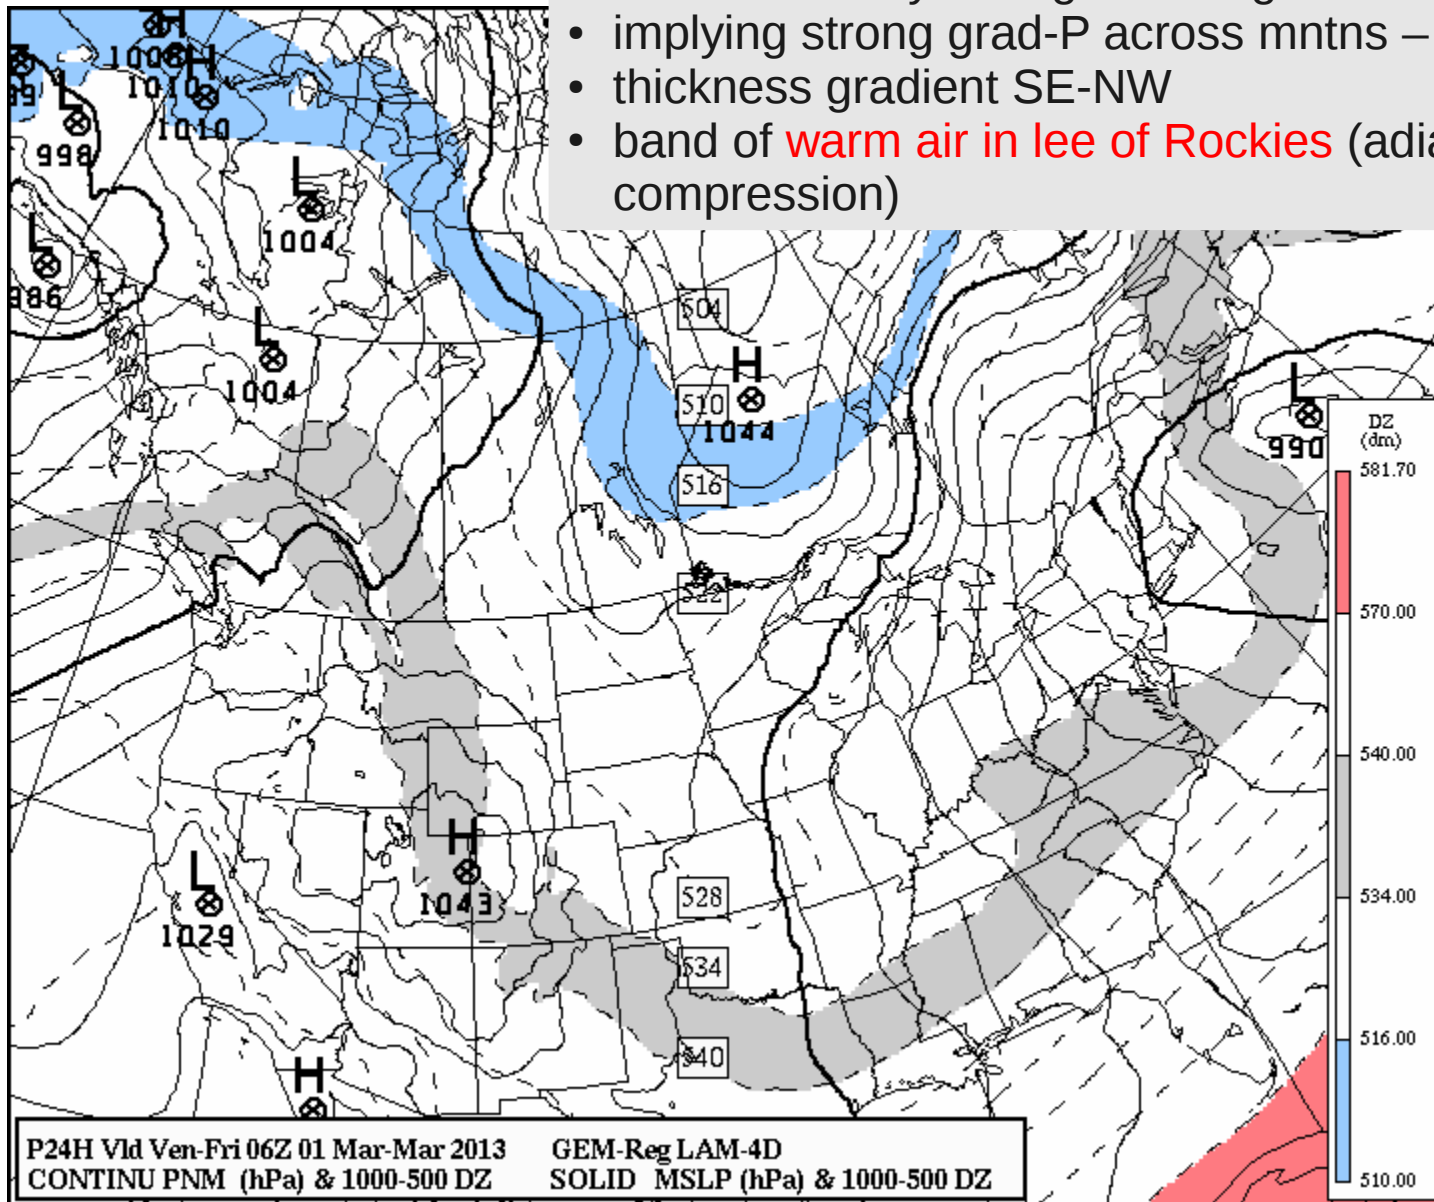 • implying strong grad-P across mntns –
• thickness gradient SE-NW
• band of warm air in lee of Rockies (adia
compression)
H
1010
H
1010
L
998
L
1004
L
986
504
L
1004
H
1044
510
L
990
516
522
H
1043
L
1029
528
534
540
H
DZ
(dm)
581.70
570.00
540.00
534.00
516.00
510.00
P24H Vld Ven-Fri 06Z 01 Mar-Mar 2013 GEM-Reg LAM-4D
CONTINU PNM (hPa) & 1000-500 DZ SOLID MSLP (hPa) & 1000-500 DZ